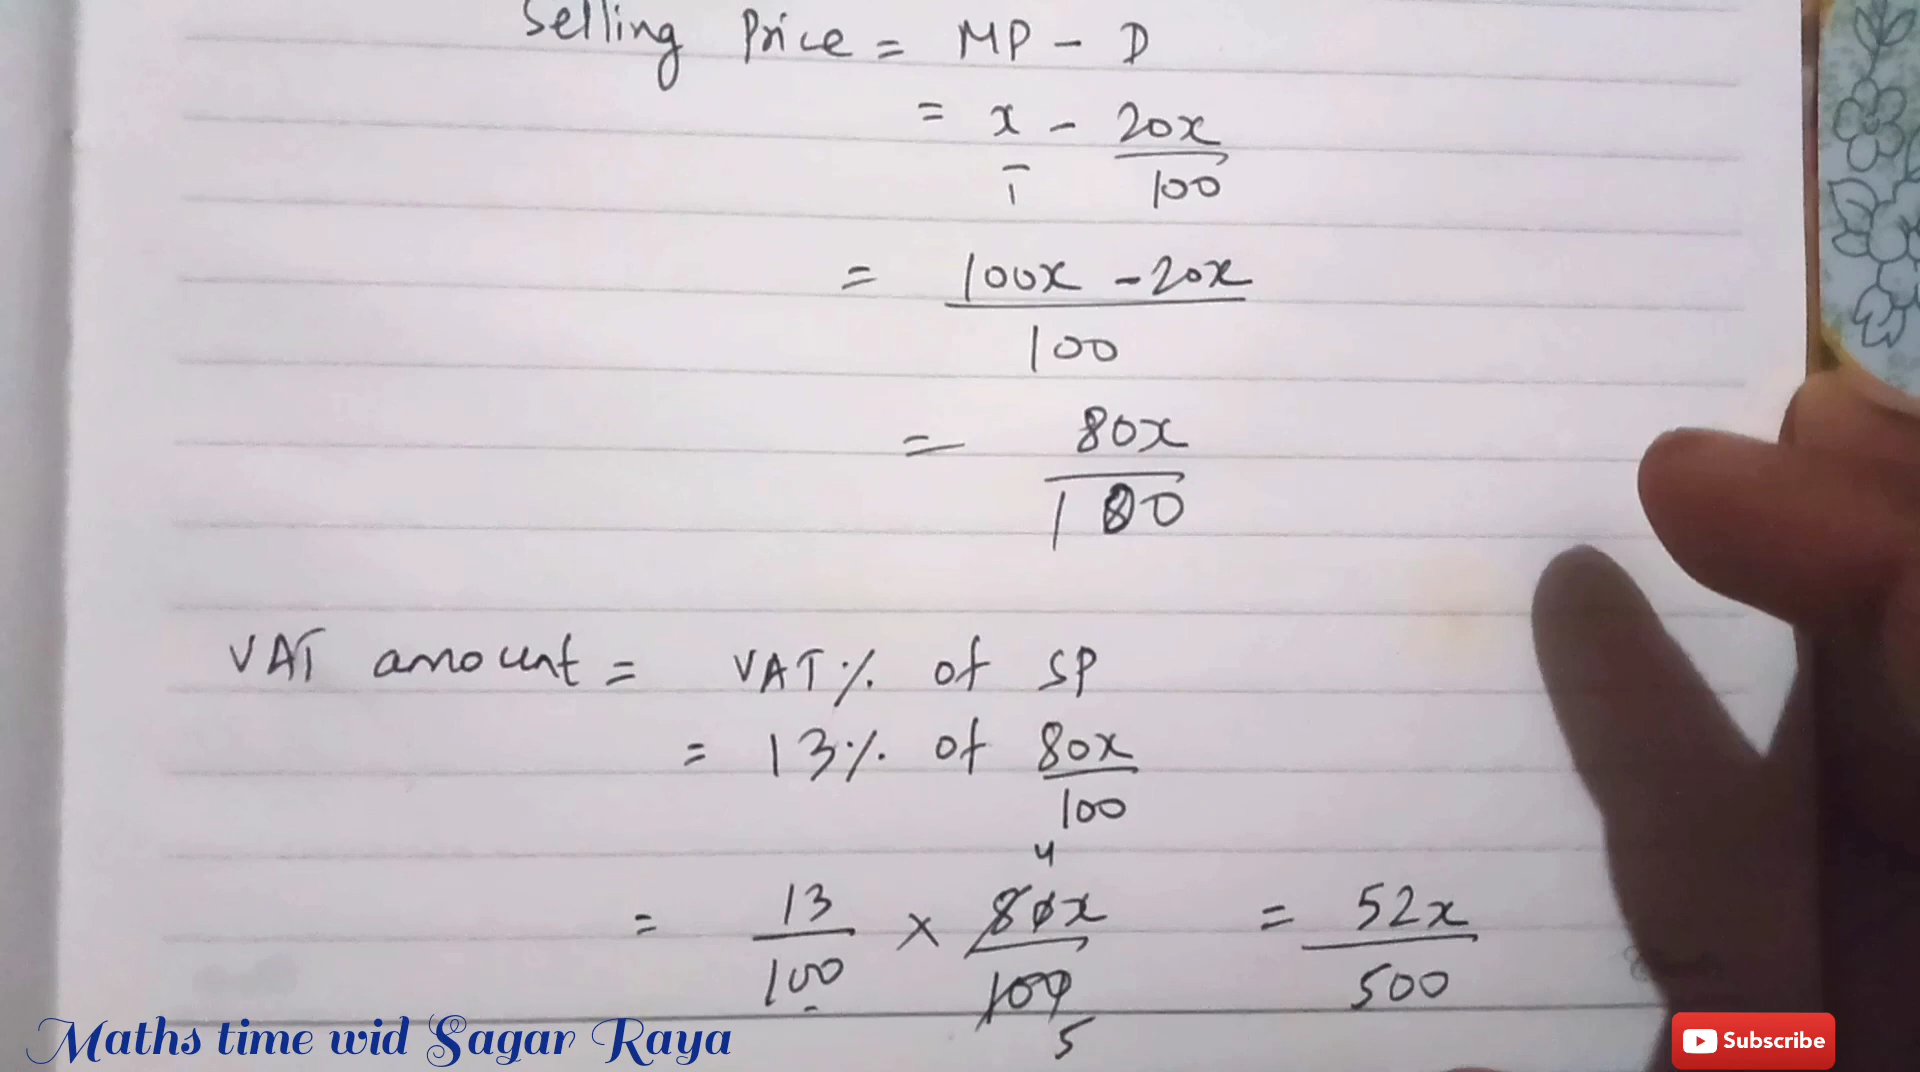 Selling Price = MP - D
= x/1 - 20x/100
= 100x - 20x / 100
= 80x/100
VAT amount = VAT% of SP
= 13% of 80x/100
= 13/100 × 80x/100 = 52x/500
4
5
Maths time wid Sagar Raya
Subscribe